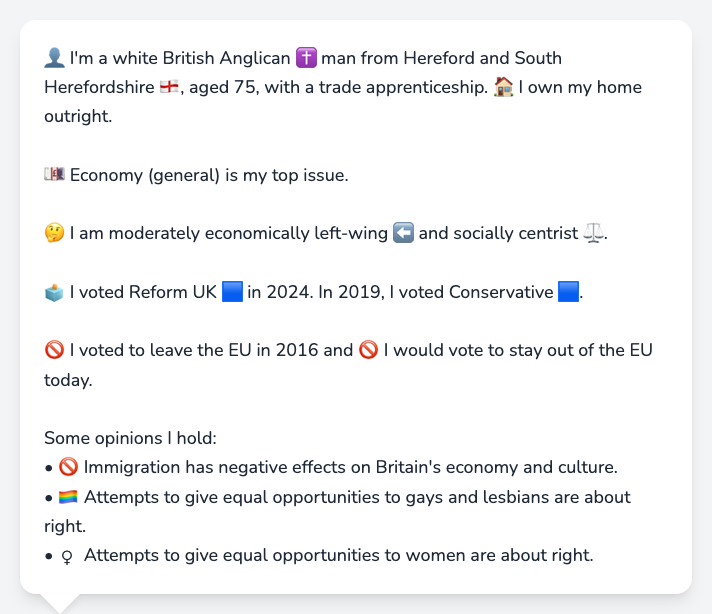 👤 I'm a white British Anglican ✝️ man from Hereford and South
Herefordshire 🏴󠁧󠁢󠁥󠁮󠁧󠁿, aged 75, with a trade apprenticeship. 🏠 I own my home
outright.
💷 Economy (general) is my top issue.
🤔 I am moderately economically left-wing ⬅️ and socially centrist ⚖️.
🗳️ I voted Reform UK 🟦 in 2024. In 2019, I voted Conservative 🟦.
🚫 I voted to leave the EU in 2016 and 🚫 I would vote to stay out of the EU
today.
Some opinions I hold:
• 🚫 Immigration has negative effects on Britain's economy and culture.
• 🏳️‍🌈 Attempts to give equal opportunities to gays and lesbians are about
right.
• ♀ Attempts to give equal opportunities to women are about right.